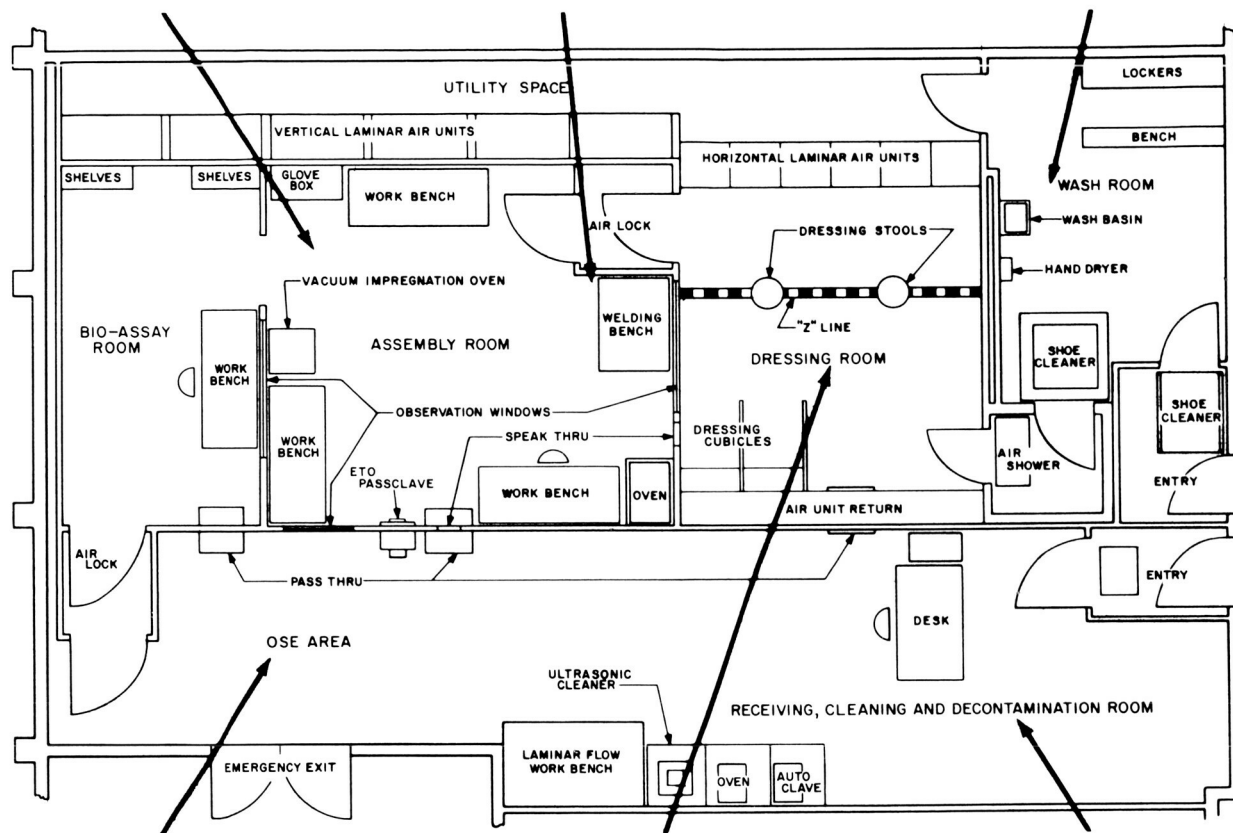 UTILITY SPACE
LOCKERS
BENCH
VERTICAL LAMINAR AIR UNITS
HORIZONTAL LAMINAR AIR UNITS
SHELVES
SHELVES
GLOVE
BOX
WORK BENCH
AIR LOCK
WASH ROOM
WASH BASIN
DRESSING STOOLS
HAND DRYER
VACUUM IMPREGNATION OVEN
WELDING
BENCH
"Z" LINE
BIO-ASSAY
ROOM
ASSEMBLY ROOM
DRESSING ROOM
SHOE
CLEANER
WORK
BENCH
OBSERVATION WINDOWS
SHOE
CLEANER
WORK
BENCH
SPEAK THRU
DRESSING
CUBICLES
AIR
SHOWER
ETO
PASSCLAVE
WORK BENCH
OVEN
AIR UNIT RETURN
ENTRY
AIR
LOCK
PASS THRU
ENTRY
DESK
OSE AREA
ULTRASONIC
CLEANER
RECEIVING, CLEANING AND DECONTAMINATION ROOM
EMERGENCY EXIT
LAMINAR FLOW
WORK BENCH
OVEN
AUTO
CLAVE